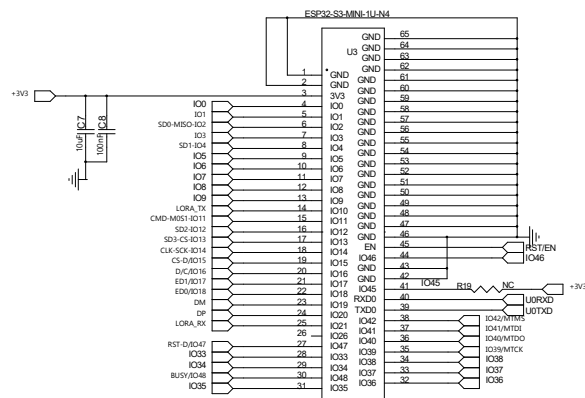 ESP32-S3-MINI-1U-N4
U3
+3V3
C7
10uF
C8
100nF
1 GND
2 GND
3 3V3
IO0 4 IO0
IO1 5 IO1
SD0-MISO-IO2 6 IO2
IO3 7 IO3
SD1-IO4 8 IO4
IO5 9 IO5
IO6 10 IO6
IO7 11 IO7
IO8 12 IO8
IO9 13 IO9
LORA_TX 14 IO10
CMD-M0S1-IO11 15 IO11
SD2-IO12 16 IO12
SD3-CS-IO13 17 IO13
CLK-SCK-IO14 18 IO14
CS-D/IO15 19 IO15
D/C/IO16 20 IO16
ED1/IO17 21 IO17
ED0/IO18 22 IO18
DM 23 IO19
DP 24 IO20
LORA_RX 25 IO21
26 IO26
RST-D/IO47 27 IO47
IO33 28 IO33
IO34 29 IO34
BUSY/IO48 30 IO48
IO35 31 IO35
GND 65
GND 64
GND 63
GND 62
GND 61
GND 60
GND 59
GND 58
GND 57
GND 56
GND 55
GND 54
GND 53
GND 52
GND 51
GND 50
GND 49
GND 48
GND 47
GND 46
EN 45 RST/EN
IO46 44 IO46
GND 43
GND 42
IO45 41 IO45 R19 NC +3V3
RXD0 40 U0RXD
TXD0 39 U0TXD
IO42 38 IO42/MTMS
IO41 37 IO41/MTDI
IO40 36 IO40/MTDO
IO39 35 IO39/MTCK
IO38 34 IO38
IO37 33 IO37
IO36 32 IO36